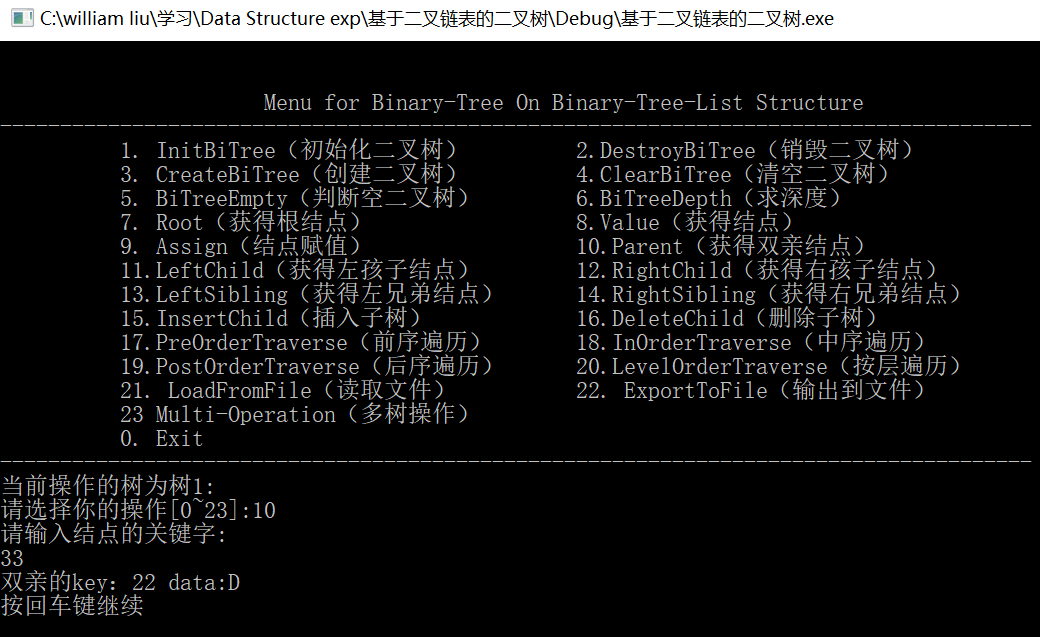 C:\william liu\学习\Data Structure exp\基于二叉链表的二叉树\Debug\基于二叉链表的二叉树.exe
Menu for Binary-Tree On Binary-Tree-List Structure
1. InitBiTree（初始化二叉树） 2.DestroyBiTree（销毁二叉树）
3. CreateBiTree（创建二叉树） 4.ClearBiTree（清空二叉树）
5. BiTreeEmpty（判断空二叉树） 6.BiTreeDepth（求深度）
7. Root（获得根结点） 8.Value（获得结点）
9. Assign（结点赋值） 10.Parent（获得双亲结点）
11.LeftChild（获得左孩子结点） 12.RightChild（获得右孩子结点）
13.LeftSibling（获得左兄弟结点） 14.RightSibling（获得右兄弟结点）
15.InsertChild（插入子树） 16.DeleteChild（删除子树）
17.PreOrderTraverse（前序遍历） 18.InOrderTraverse（中序遍历）
19.PostOrderTraverse（后序遍历） 20.LevelOrderTraverse（按层遍历）
21. LoadFromFile（读取文件） 22. ExportToFile（输出到文件）
23 Multi-Operation（多树操作）
0. Exit
当前操作的树为树1:
请选择你的操作[0~23]:10
请输入结点的关键字:
33
双亲的key：22 data:D
按回车键继续